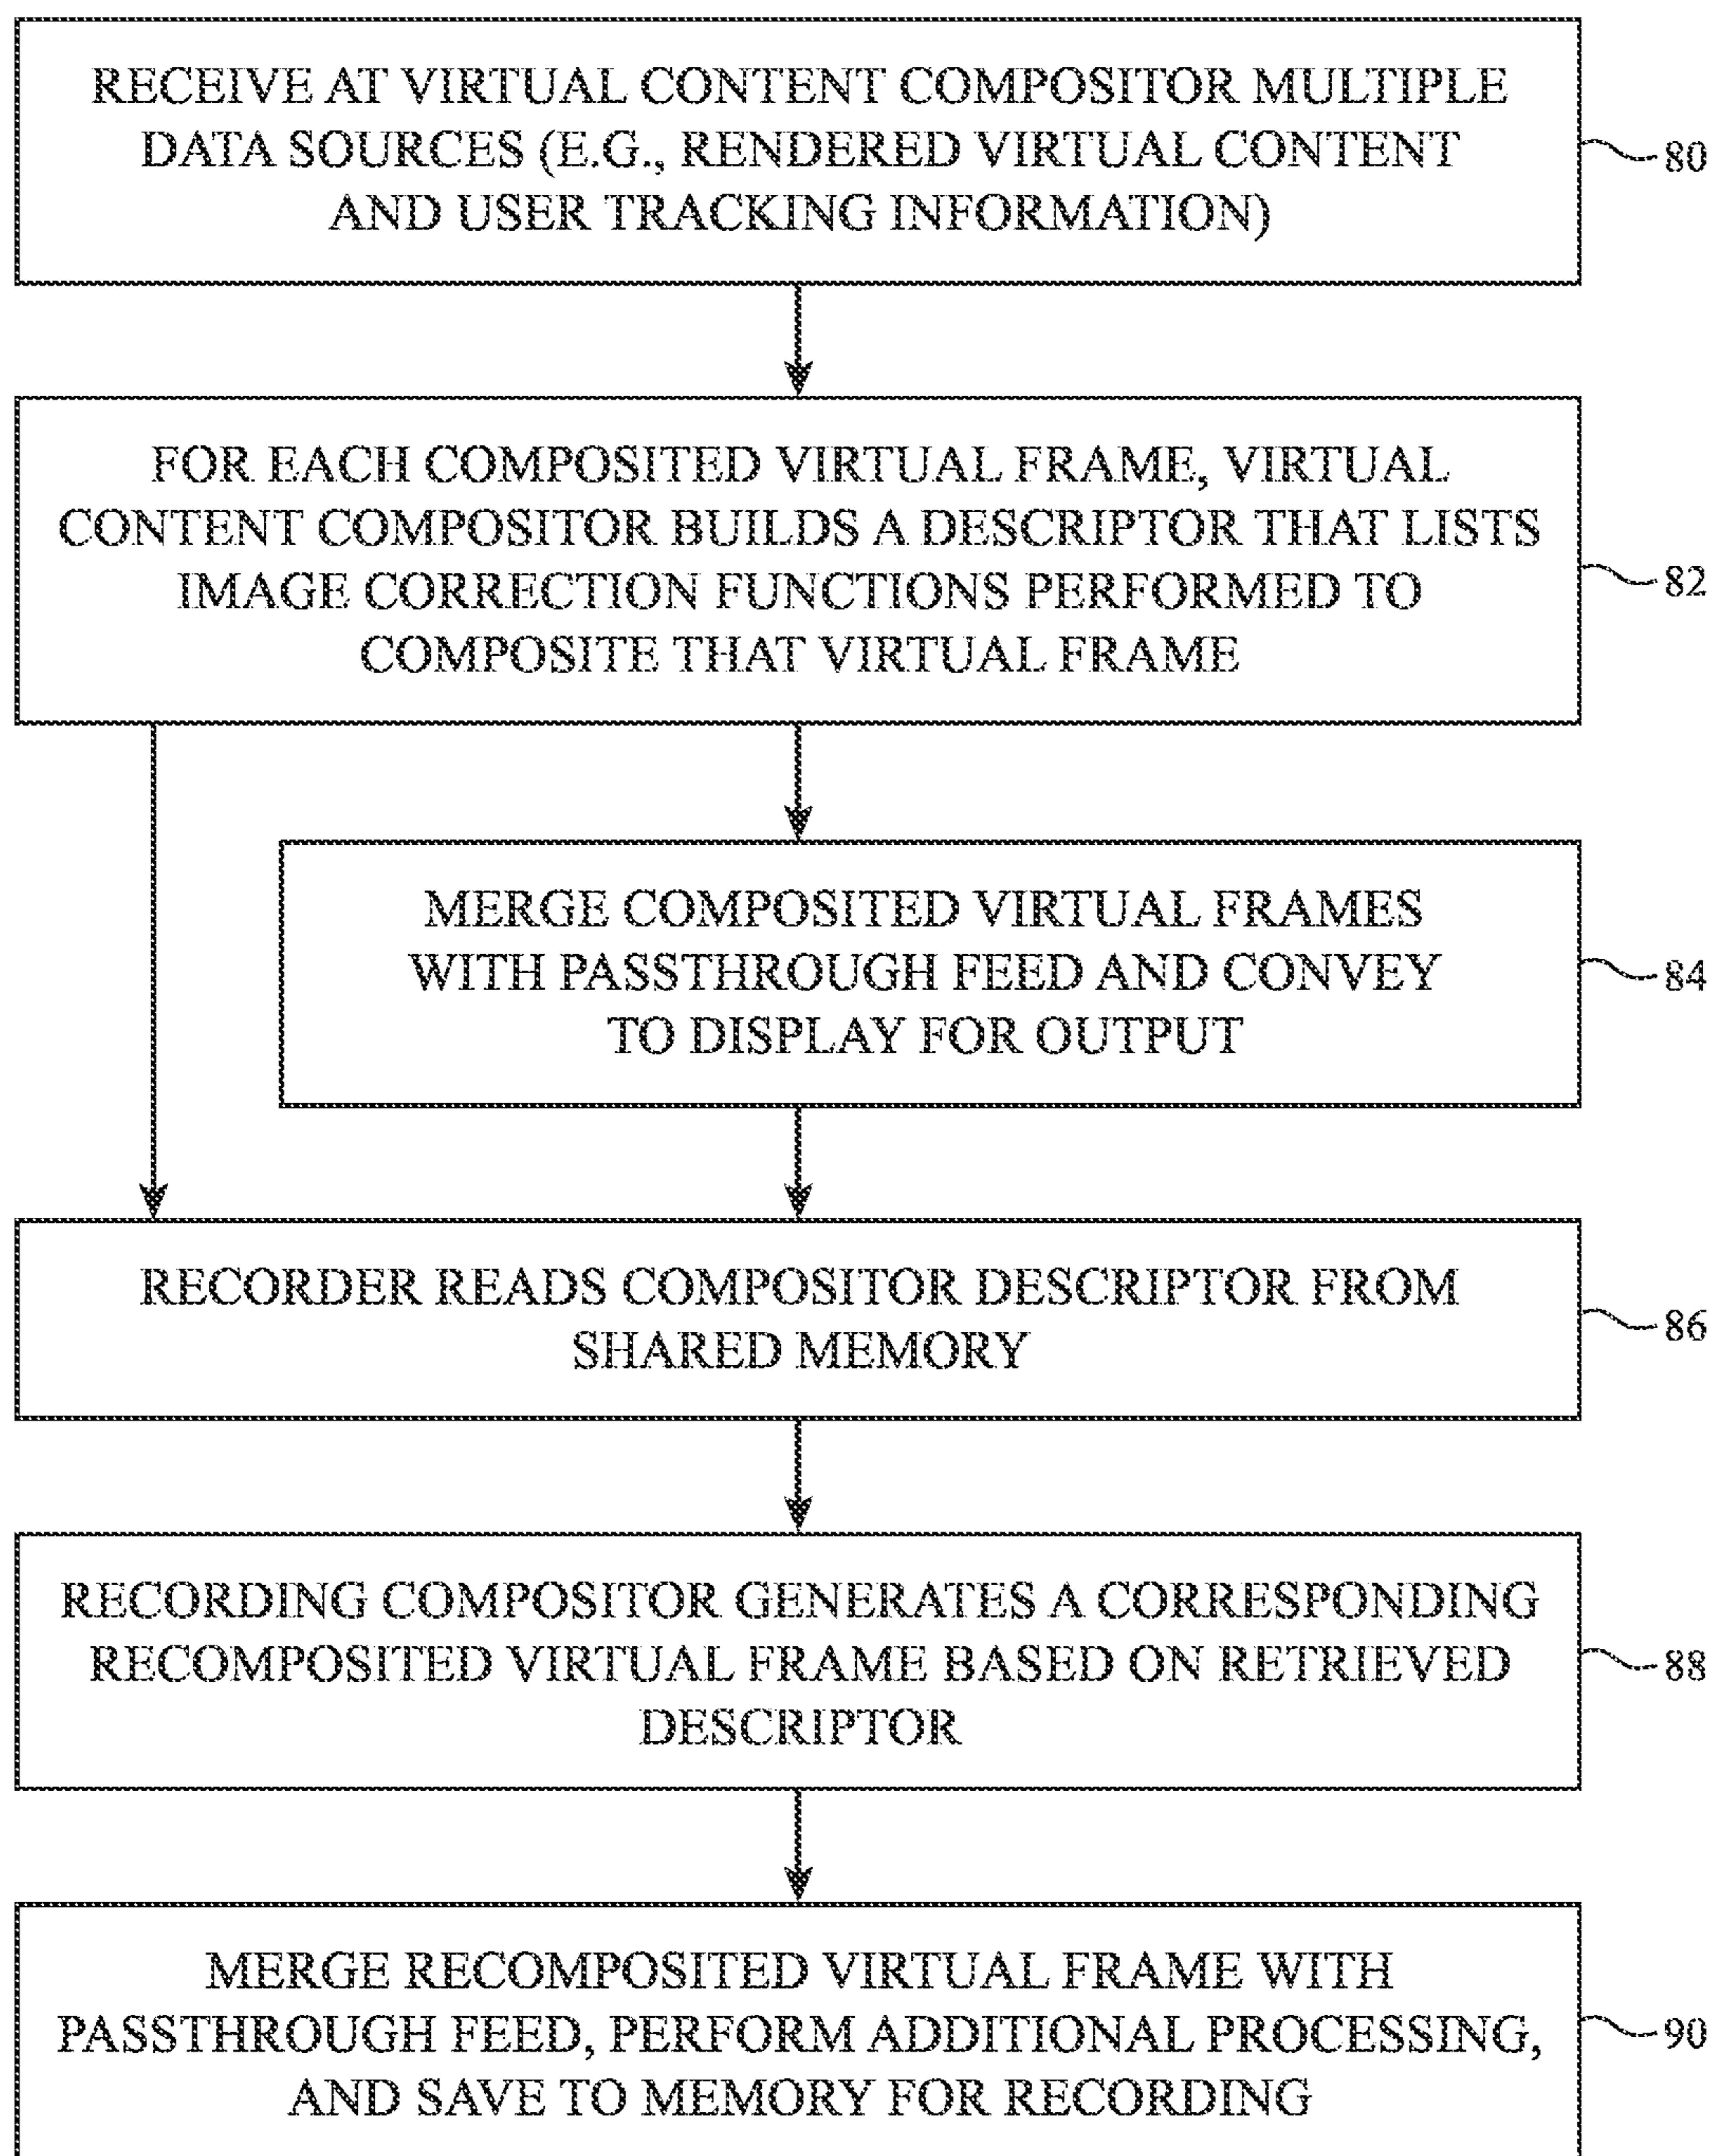 RECEIVE AT VIRTUAL CONTENT COMPOSITOR MULTIPLE
DATA SOURCES (E.G., RENDERED VIRTUAL CONTENT
AND USER TRACKING INFORMATION)
80
FOR EACH COMPOSITED VIRTUAL FRAME, VIRTUAL
CONTENT COMPOSITOR BUILDS A DESCRIPTOR THAT LISTS
IMAGE CORRECTION FUNCTIONS PERFORMED TO
COMPOSITE THAT VIRTUAL FRAME
82
MERGE COMPOSITED VIRTUAL FRAMES
WITH PASSTHROUGH FEED AND CONVEY
TO DISPLAY FOR OUTPUT
84
RECORDER READS COMPOSITOR DESCRIPTOR FROM
SHARED MEMORY
86
RECORDING COMPOSITOR GENERATES A CORRESPONDING
RECOMPOSITED VIRTUAL FRAME BASED ON RETRIEVED
DESCRIPTOR
88
MERGE RECOMPOSITED VIRTUAL FRAME WITH
PASSTHROUGH FEED, PERFORM ADDITIONAL PROCESSING,
AND SAVE TO MEMORY FOR RECORDING
90